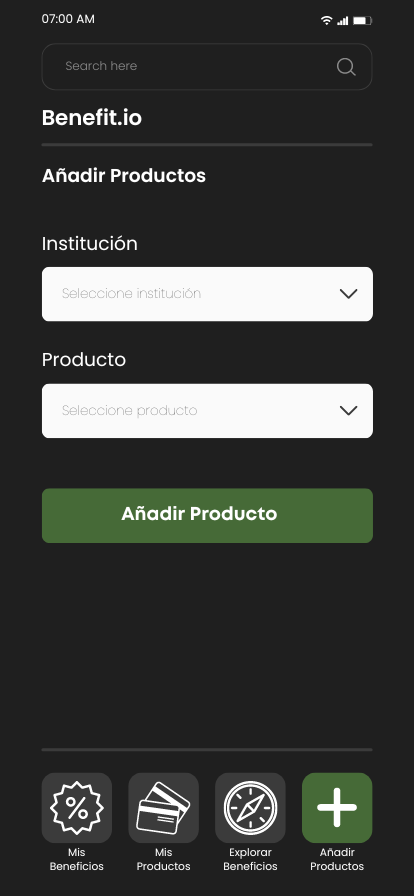 07:00 AM
Search here
Benefit.io
Añadir Productos
Institución
Seleccione institución
Producto
Seleccione producto
Añadir Producto
%
Mis
Beneficios
Mis
Productos
Explorar
Beneficios
Añadir
Productos